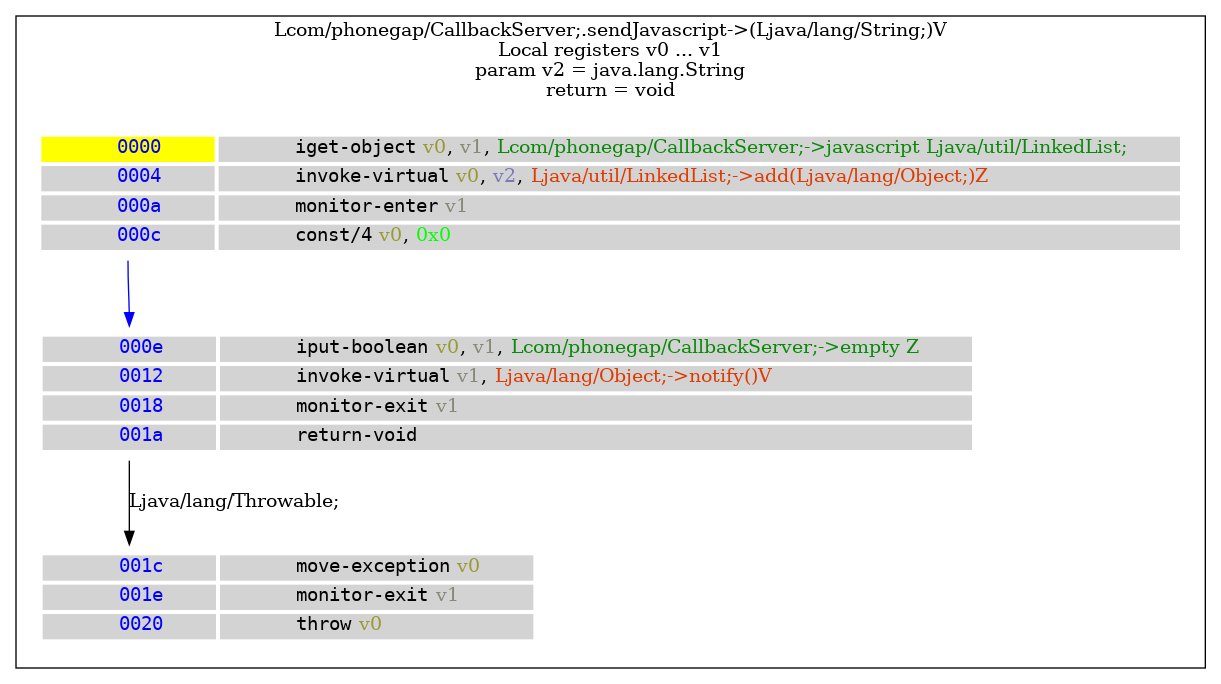 Lcom/phonegap/CallbackServer;.sendJavascript->(Ljava/lang/String;)V
Local registers v0 ... v1
param v2 = java.lang.String
return = void
0000 iget-object v0, v1, Lcom/phonegap/CallbackServer;->javascript Ljava/util/LinkedList;
0004 invoke-virtual v0, v2, Ljava/util/LinkedList;->add(Ljava/lang/Object;)Z
000a monitor-enter v1
000c const/4 v0, 0x0
000e iput-boolean v0, v1, Lcom/phonegap/CallbackServer;->empty Z
0012 invoke-virtual v1, Ljava/lang/Object;->notify()V
0018 monitor-exit v1
001a return-void
Ljava/lang/Throwable;
001c move-exception v0
001e monitor-exit v1
0020 throw v0